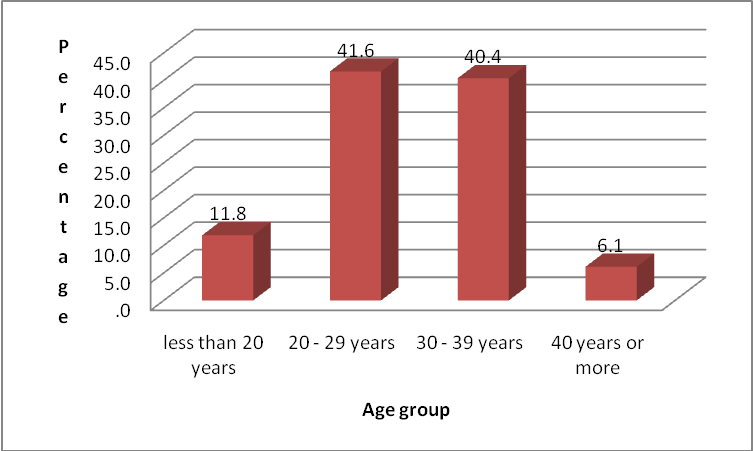 Percentage
45.0
40.0
35.0
30.0
25.0
20.0
15.0
10.0
5.0
.0
11.8
41.6
40.4
6.1
less than 20
years
20 - 29 years
30 - 39 years
40 years or
more
Age group